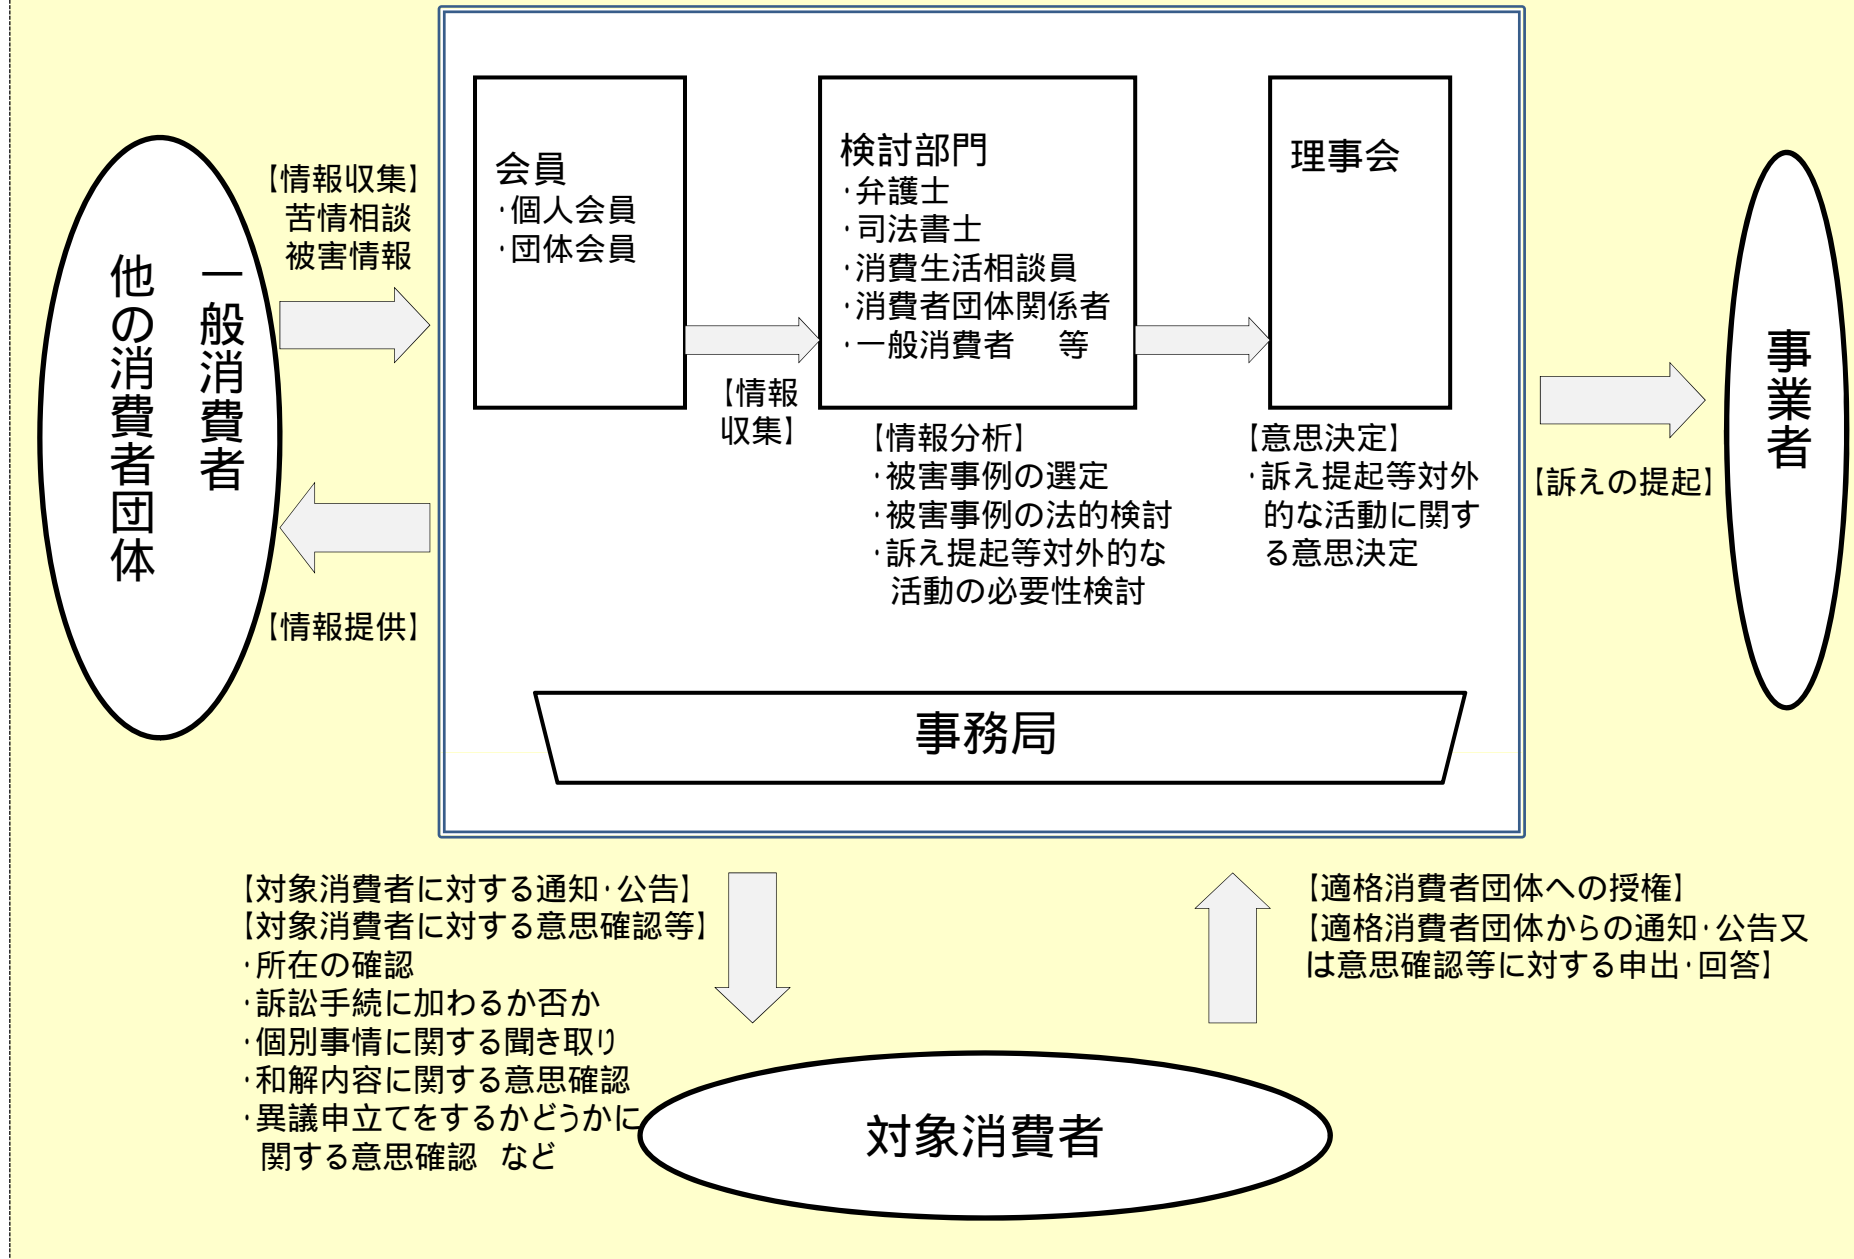 一般消費者
他の消費者団体
【情報収集】
苦情相談
被害情報
【情報提供】
会員
・個人会員
・団体会員
【情報
収集】
検討部門
・弁護士
・司法書士
・消費生活相談員
・消費者団体関係者
・一般消費者　等
【情報分析】
・被害事例の選定
・被害事例の法的検討
・訴え提起等対外的な
活動の必要性検討
理事会
【意思決定】
・訴え提起等対外
的な活動に関す
る意思決定
事務局
【訴えの提起】
事業者
【対象消費者に対する通知・公告】
【対象消費者に対する意思確認等】
・所在の確認
・訴訟手続に加わるか否か
・個別事情に関する聞き取り
・和解内容に関する意思確認
・異議申立てをするかどうかに
関する意思確認　など
【適格消費者団体への授権】
【適格消費者団体からの通知・公告又
は意思確認等に対する申出・回答】
対象消費者